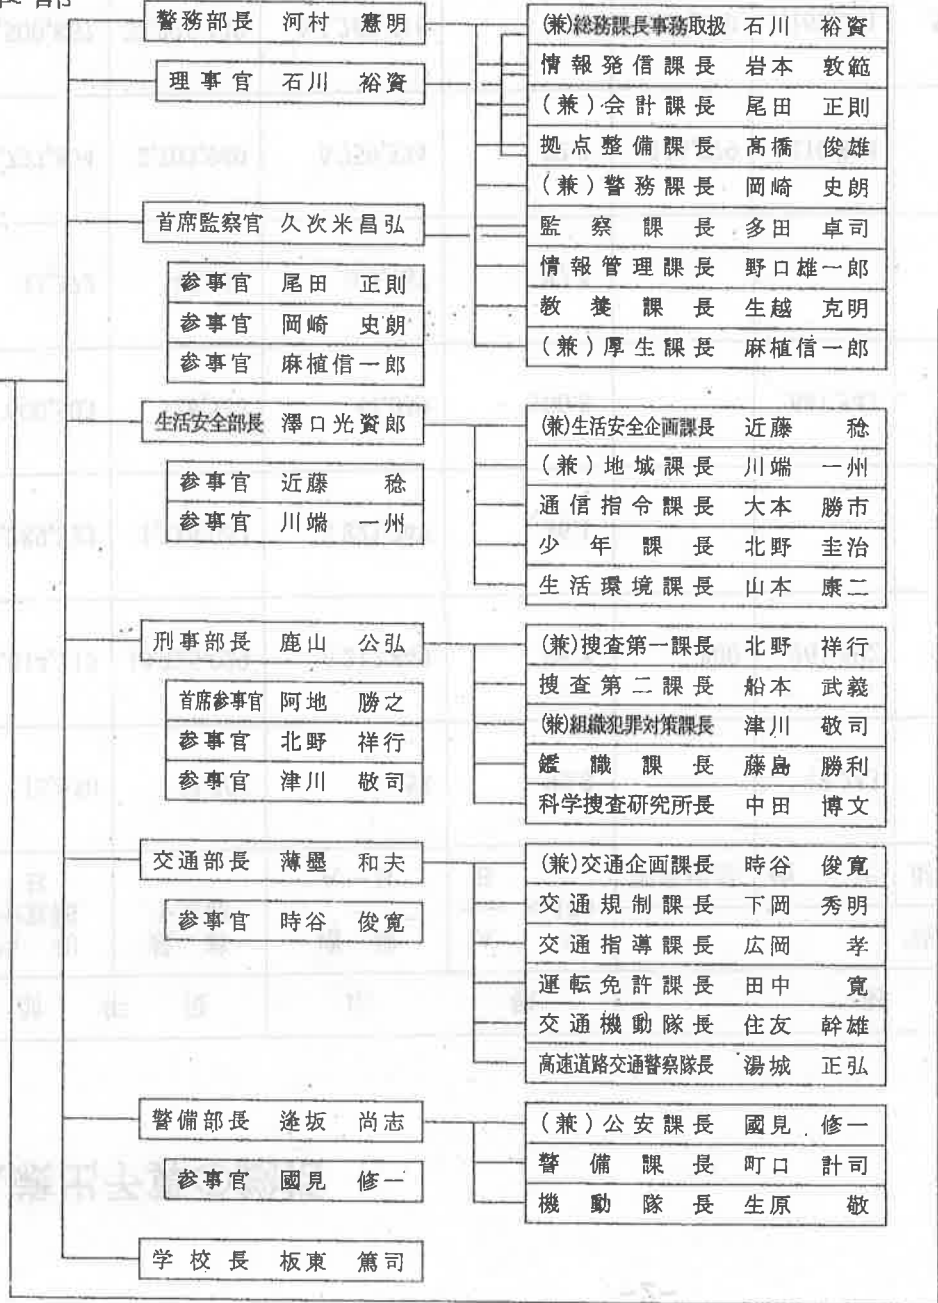 警務部長 河村 憲明
理事官 石川 裕資
首席監察官 久次米昌弘
参事官 尾田 正則
参事官 岡崎 史朗
参事官 麻植信一郎
(兼)総務課長事務取扱 石川 裕資
情報発信課長 岩本 敦範
(兼)会計課長 尾田 正則
拠点整備課長 髙橋 俊雄
(兼)警務課長 岡崎 史朗
監察課長 多田 卓司
情報管理課長 野口雄一郎
教養課長 生越 克明
(兼)厚生課長 麻植信一郎
生活安全部長 澤口光資郎
参事官 近藤 稔
参事官 川端 一州
(兼)生活安全企画課長 近藤 稔
(兼)地域課長 川端 一州
通信指令課長 大本 勝市
少年課長 北野 圭治
生活環境課長 山本 康二
刑事部長 鹿山 公弘
首席参事官 阿地 勝之
参事官 北野 祥行
参事官 津川 敬司
(兼)捜査第一課長 北野 祥行
捜査第二課長 船本 武義
(兼)組織犯罪対策課長 津川 敬司
鑑識課長 藤島 勝利
科学捜査研究所長 中田 博文
交通部長 薄墨 和夫
参事官 時谷 俊寛
(兼)交通企画課長 時谷 俊寛
交通規制課長 下岡 秀明
交通指導課長 広岡 孝
運転免許課長 田中 寛
交通機動隊長 住友 幹雄
高速道路交通警察隊長 湯城 正弘
警備部長 逢坂 尚志
参事官 國見 修一
(兼)公安課長 國見 修一
警備課長 町口 計司
機動隊長 生原 敬
学校長 板東 篤司